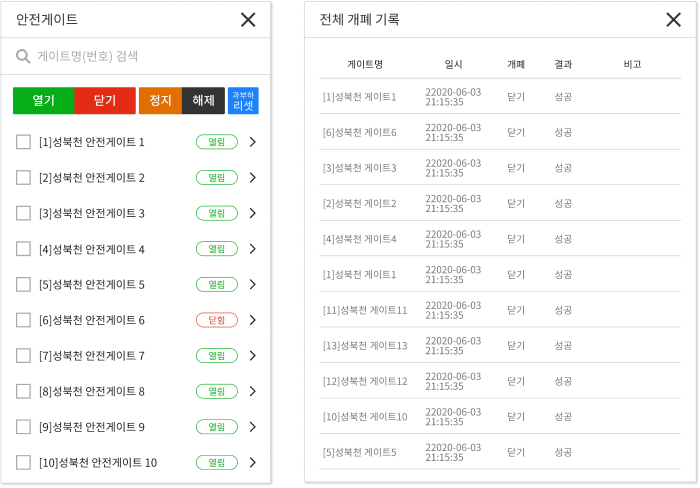 안전게이트
게이트명(번호) 검색
열기 닫기 정지 해제 과부하 리셋
[1]성북천 안전게이트 1 열림
[2]성북천 안전게이트 2 열림
[3]성북천 안전게이트 3 열림
[4]성북천 안전게이트 4 열림
[5]성북천 안전게이트 5 열림
[6]성북천 안전게이트 6 닫힘
[7]성북천 안전게이트 7 열림
[8]성북천 안전게이트 8 열림
[9]성북천 안전게이트 9 열림
[10]성북천 안전게이트 10 열림
전체 개폐 기록
게이트명 일시 개폐 결과 비고
[1]성북천 게이트1 22020-06-03 21:15:35 닫기 성공
[6]성북천 게이트6 22020-06-03 21:15:35 닫기 성공
[3]성북천 게이트3 22020-06-03 21:15:35 닫기 성공
[2]성북천 게이트2 22020-06-03 21:15:35 닫기 성공
[4]성북천 게이트4 22020-06-03 21:15:35 닫기 성공
[1]성북천 게이트1 22020-06-03 21:15:35 닫기 성공
[11]성북천 게이트11 22020-06-03 21:15:35 닫기 성공
[13]성북천 게이트13 22020-06-03 21:15:35 닫기 성공
[12]성북천 게이트12 22020-06-03 21:15:35 닫기 성공
[10]성북천 게이트10 22020-06-03 21:15:35 닫기 성공
[5]성북천 게이트5 22020-06-03 21:15:35 닫기 성공